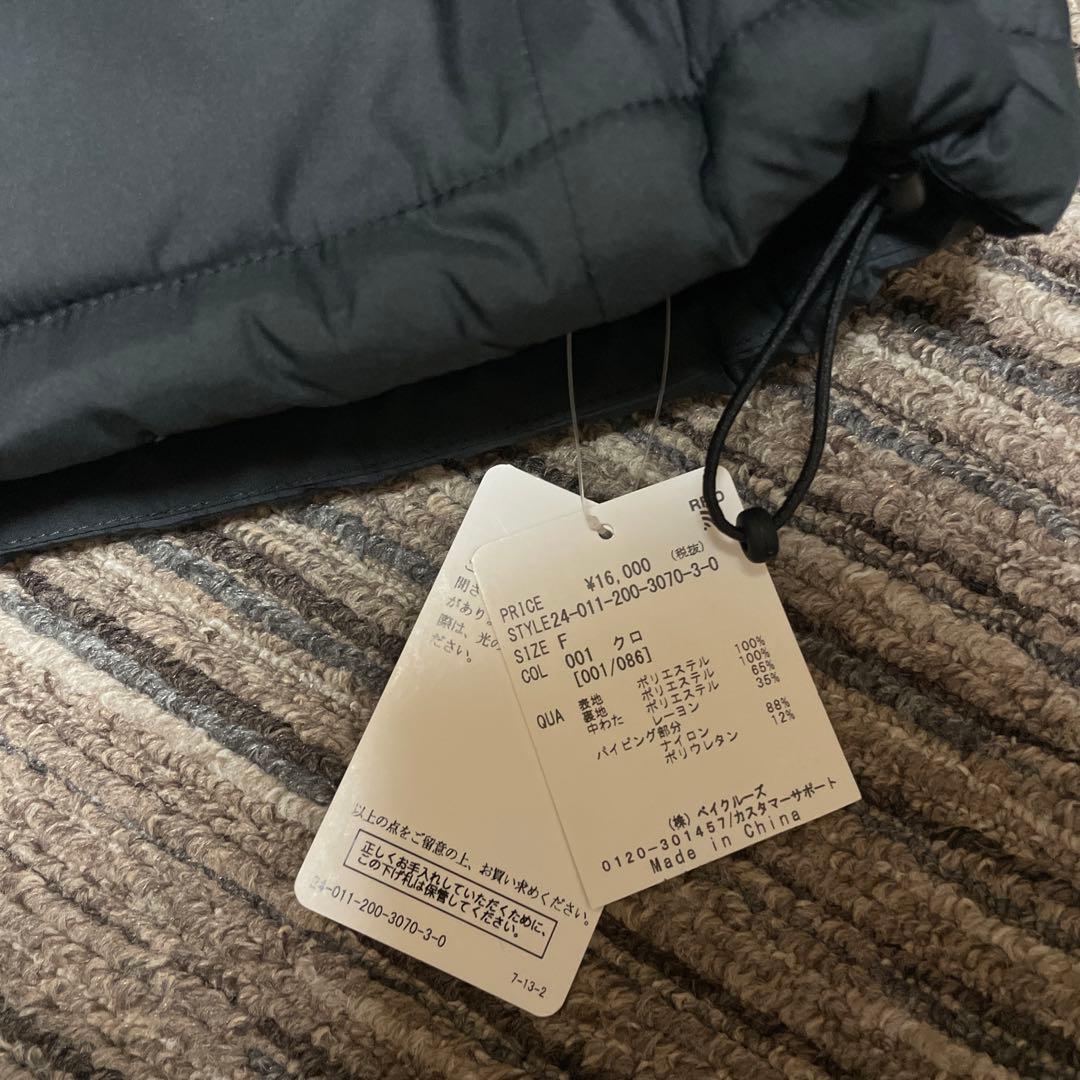 RFID
PRICE ¥16,000 (税抜)
STYLE24-011-200-3070-3-0
SIZE F
COL 001 クロ
[001/086]
QUA 表地 ポリエステル 100%
裏地 ポリエステル 100%
中わた ポリエステル 65%
レーヨン 35%
パイピング部分
ナイロン 88%
ポリウレタン 12%
(株) ベイクルーズ
0120-301457/カスタマーサポート
Made in China
があり
際は、光の
ださい。
以上の点をご留意の上、お買い求めください。
正しくお手入れしていただくために、
この下げ札は保管してください。
24-011-200-3070-3-0
7-13-2